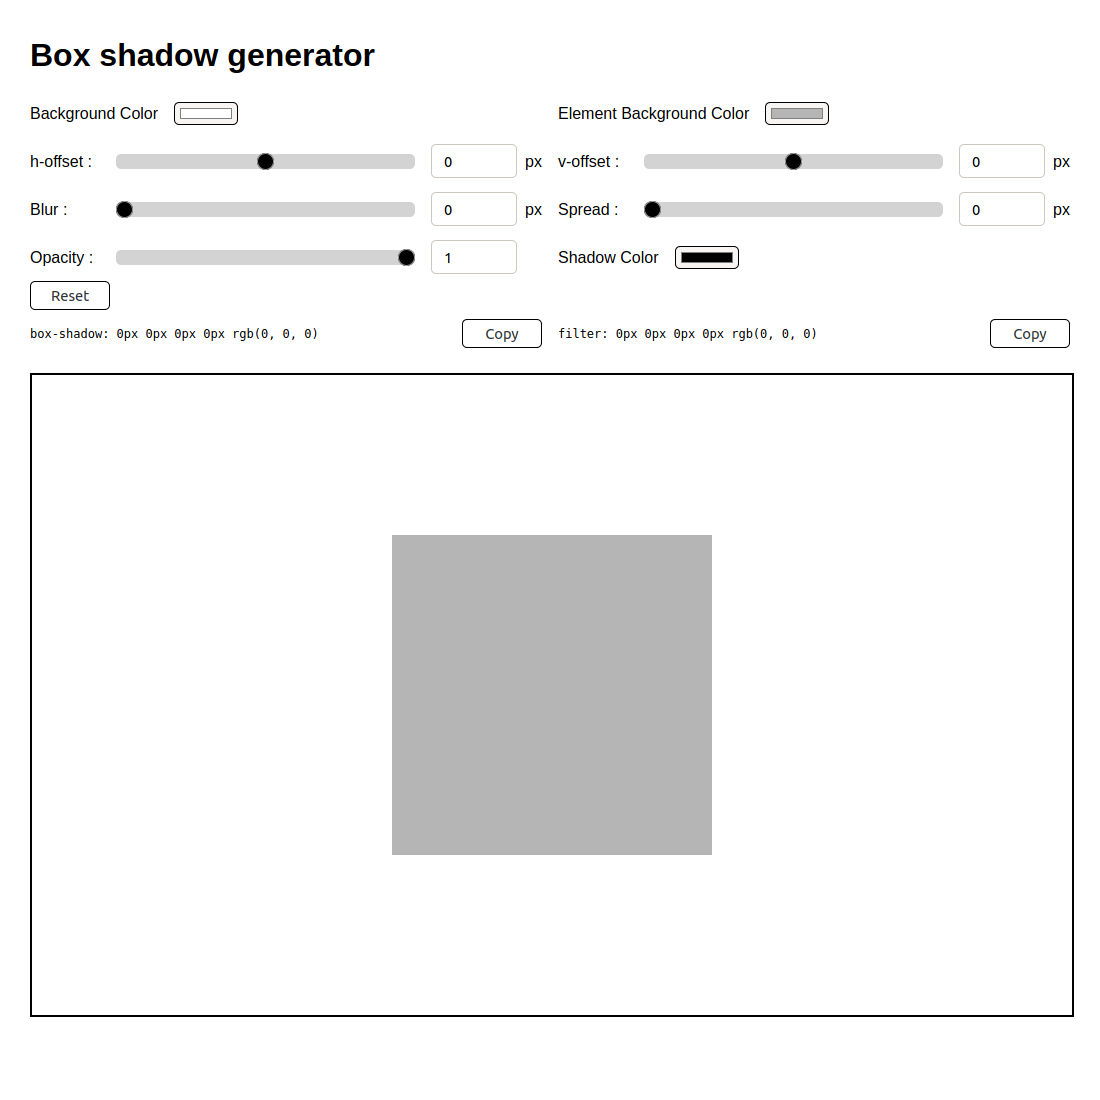 Box shadow generator
Background Color Element Background Color
h-offset : 0 px v-offset : 0 px
Blur : 0 px Spread : 0 px
Opacity : 1 Shadow Color
Reset
box-shadow: 0px 0px 0px 0px rgb(0, 0, 0) Copy filter: 0px 0px 0px 0px rgb(0, 0, 0) Copy